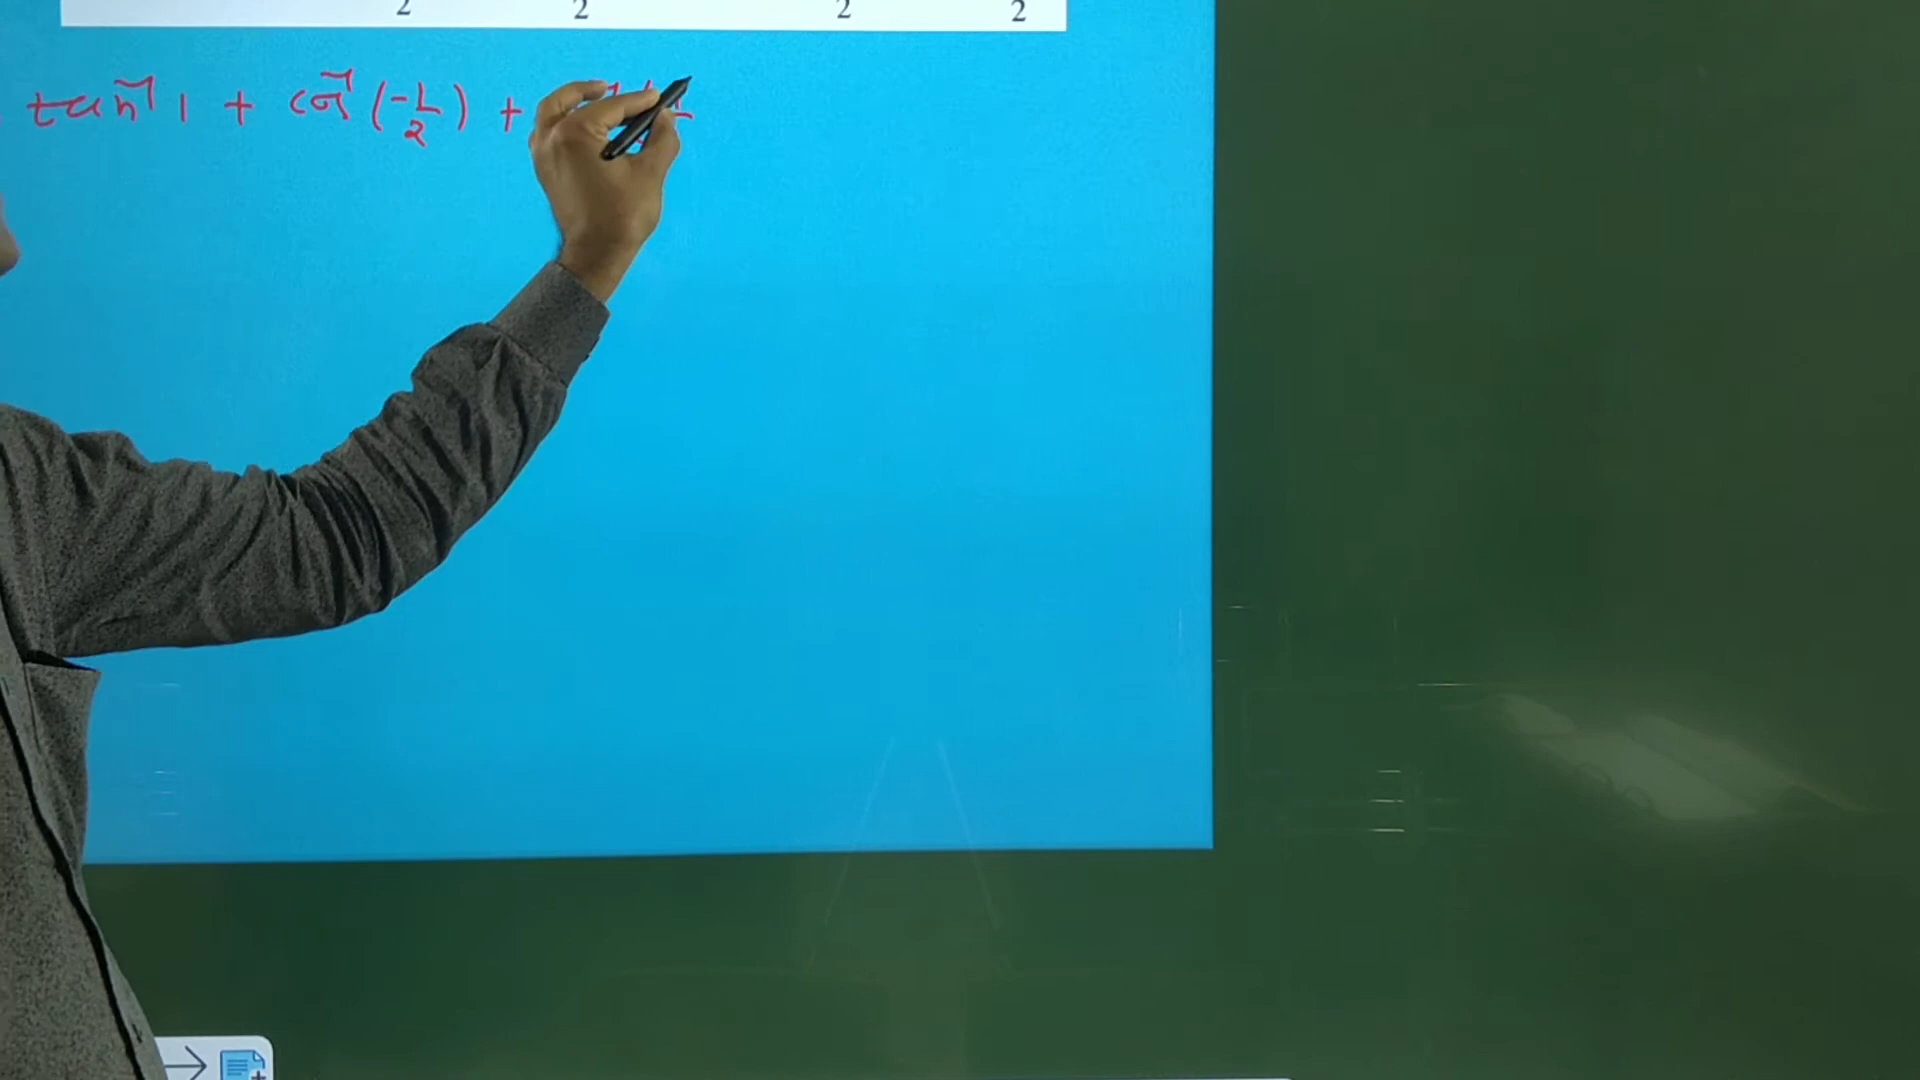 2 2 2 2
tan⁻¹ 1 + cos⁻¹ (-1/2) +